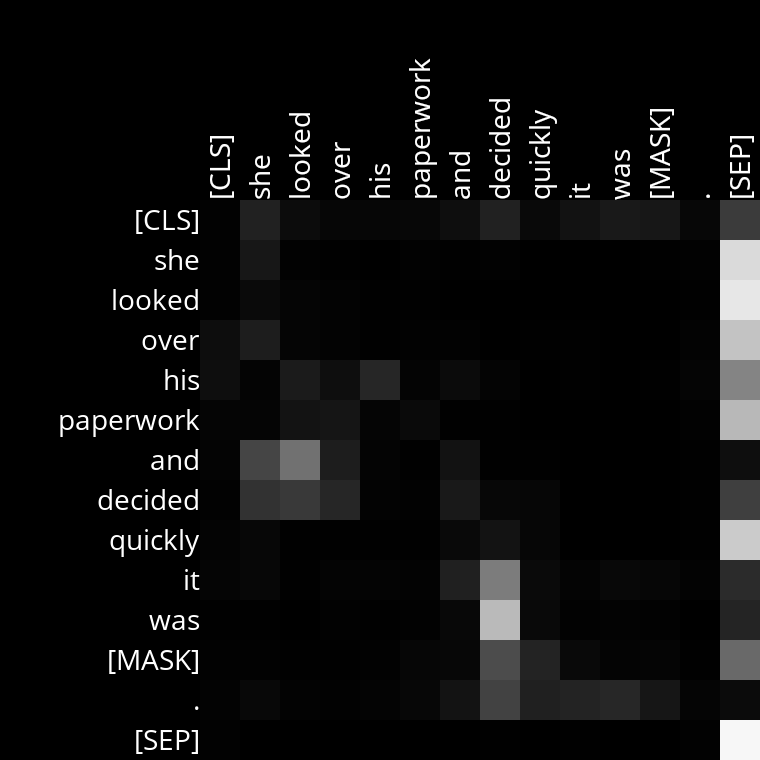 [CLS]
she
looked
over
his
paperwork
and
decided
quickly
it
was
[MASK]
.
[SEP]
[CLS]
she
looked
over
his
paperwork
and
decided
quickly
it
was
[MASK]
.
[SEP]